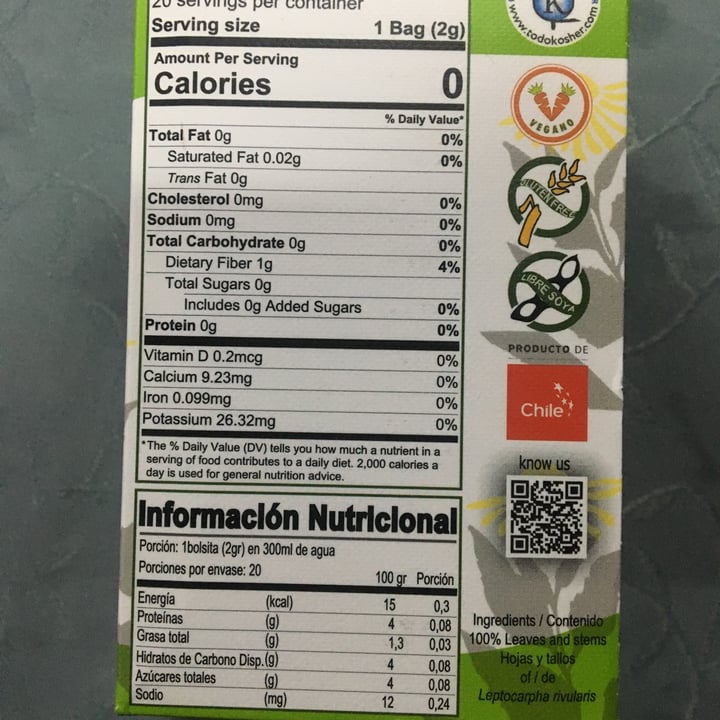 20 servings per container
Serving size 1 Bag (2g)
Amount Per Serving
Calories 0
% Daily Value*
Total Fat 0g 0%
Saturated Fat 0.02g 0%
Trans Fat 0g
Cholesterol 0mg 0%
Sodium 0mg 0%
Total Carbohydrate 0g 0%
Dietary Fiber 1g 4%
Total Sugars 0g
Includes 0g Added Sugars 0%
Protein 0g 0%
Vitamin D 0.2mcg 0%
Calcium 9.23mg 0%
Iron 0.099mg 0%
Potassium 26.32mg 0%
*The % Daily Value (DV) tells you how much a nutrient in a
serving of food contributes to a daily diet. 2,000 calories a
day is used for general nutrition advice.
Información Nutricional
Porción: 1bolsita (2gr) en 300ml de agua
Porciones por envase: 20
100 gr Porción
Energía (kcal) 15 0,3
Proteínas (g) 4 0,08
Grasa total (g) 1,3 0,03
Hidratos de Carbono Disp.(g) 4 0,08
Azúcares totales (g) 4 0,08
Sodio (mg) 12 0,24
K
www.todokosher.com
VEGANO
GLUTEN FREE
LIBRE SOYA
PRODUCTO DE
Chile
know us
Ingredients / Contenido
100% Leaves and stems
Hojas y tallos
of / de
Leptocarpha rivularis